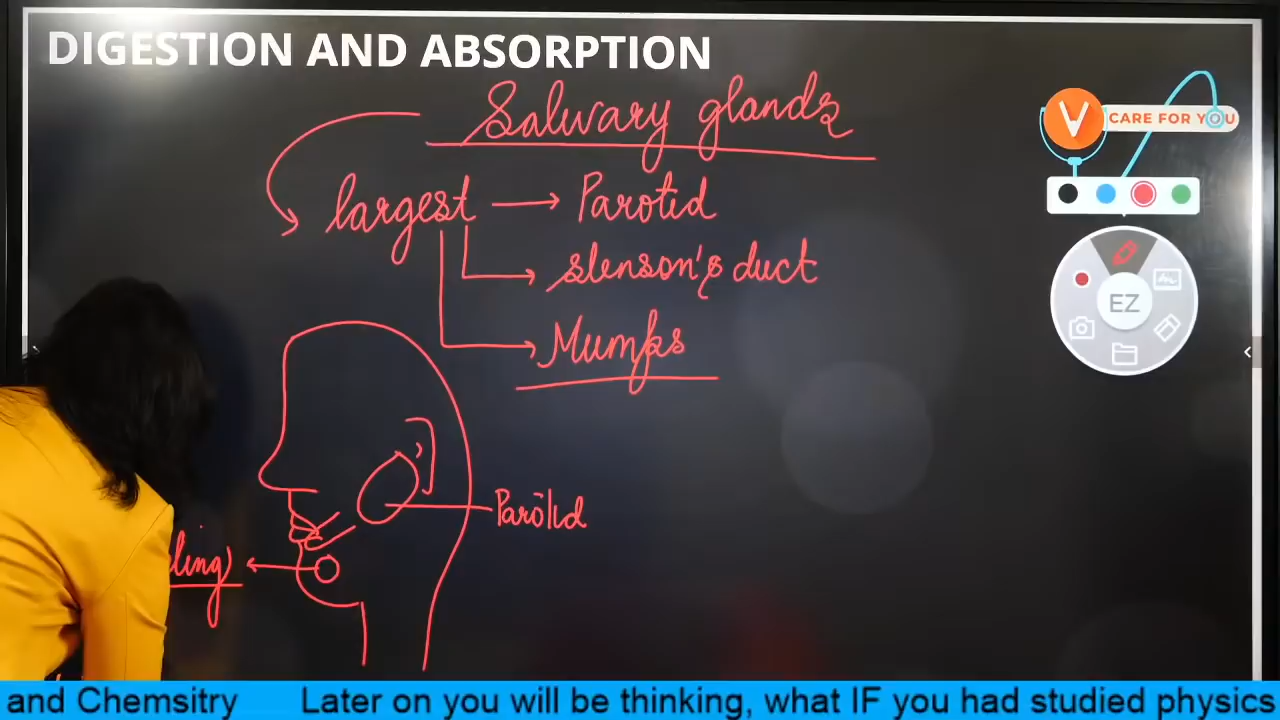 DIGESTION AND ABSORPTION
Salivary glands
CARE FOR YOU
largest → Parotid
stenson's duct
EZ
Mumps
Parotid
ling)
and Chemsitry Later on you will be thinking, what IF you had studied physics